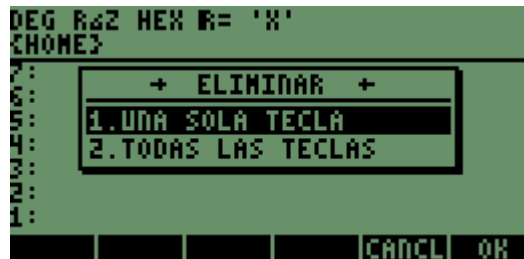 DEG R∡Z HEX R= 'X'
{HOME}
7:
6:
5:
4:
3:
2:
1:
→ ELIMINAR ←
1.UNA SOLA TECLA
2.TODAS LAS TECLAS
CANCL OK